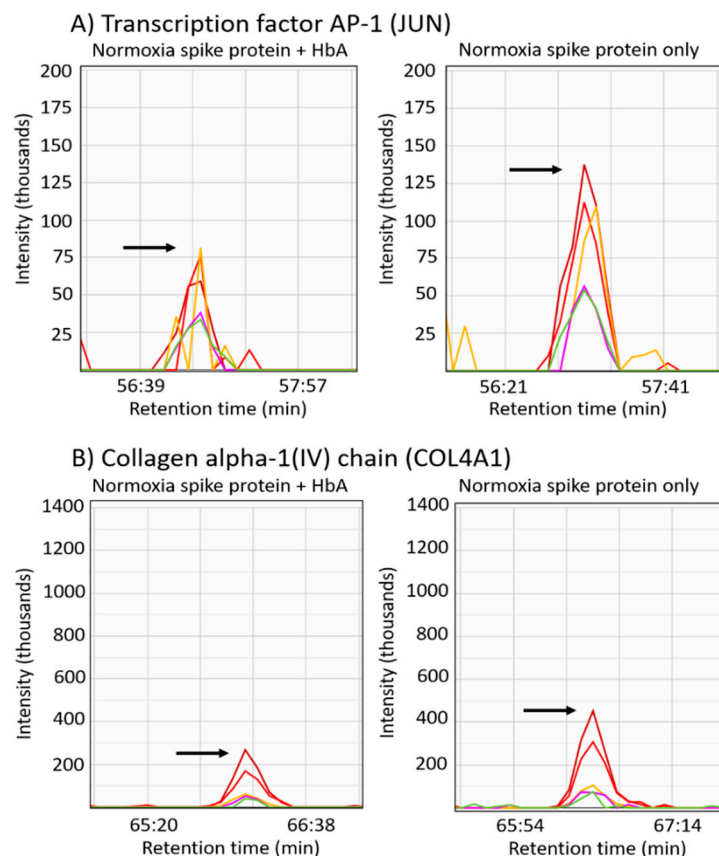 A) Transcription factor AP-1 (JUN)
Normoxia spike protein + HbA
Normoxia spike protein only
200
175
150
125
100
75
50
25
Intensity (thousands)
56:39
57:57
Retention time (min)
200
175
150
125
100
75
50
25
Intensity (thousands)
56:21
57:41
Retention time (min)
B) Collagen alpha-1(IV) chain (COL4A1)
Normoxia spike protein + HbA
Normoxia spike protein only
1400
1200
1000
800
600
400
200
Intensity (thousands)
65:20
66:38
Retention time (min)
1400
1200
1000
800
600
400
200
Intensity (thousands)
65:54
67:14
Retention time (min)